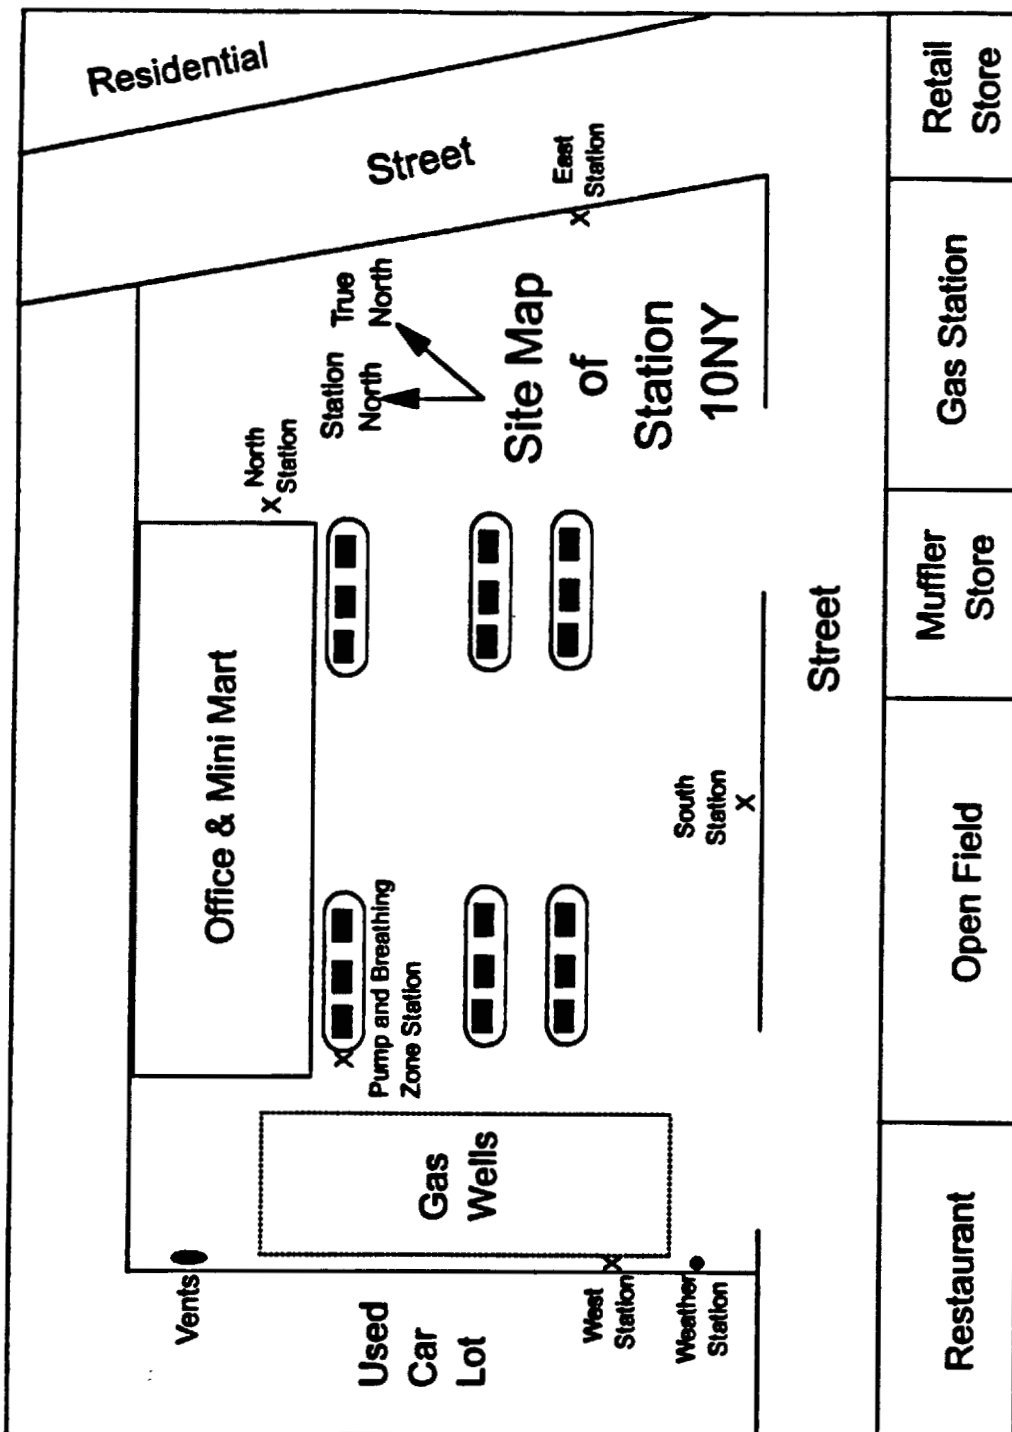 Residential
Street
East
Station
True
North
Station
North
North
Station
Site Map
of
Station
10NY
Office & Mini Mart
Pump and Breathing
Zone Station
South
Station
Gas
Wells
Vents
Used
Car
Lot
West
Station
Weather
Station
Street
Retail
Store
Gas Station
Muffler
Store
Open Field
Restaurant
X
X
X
X
X